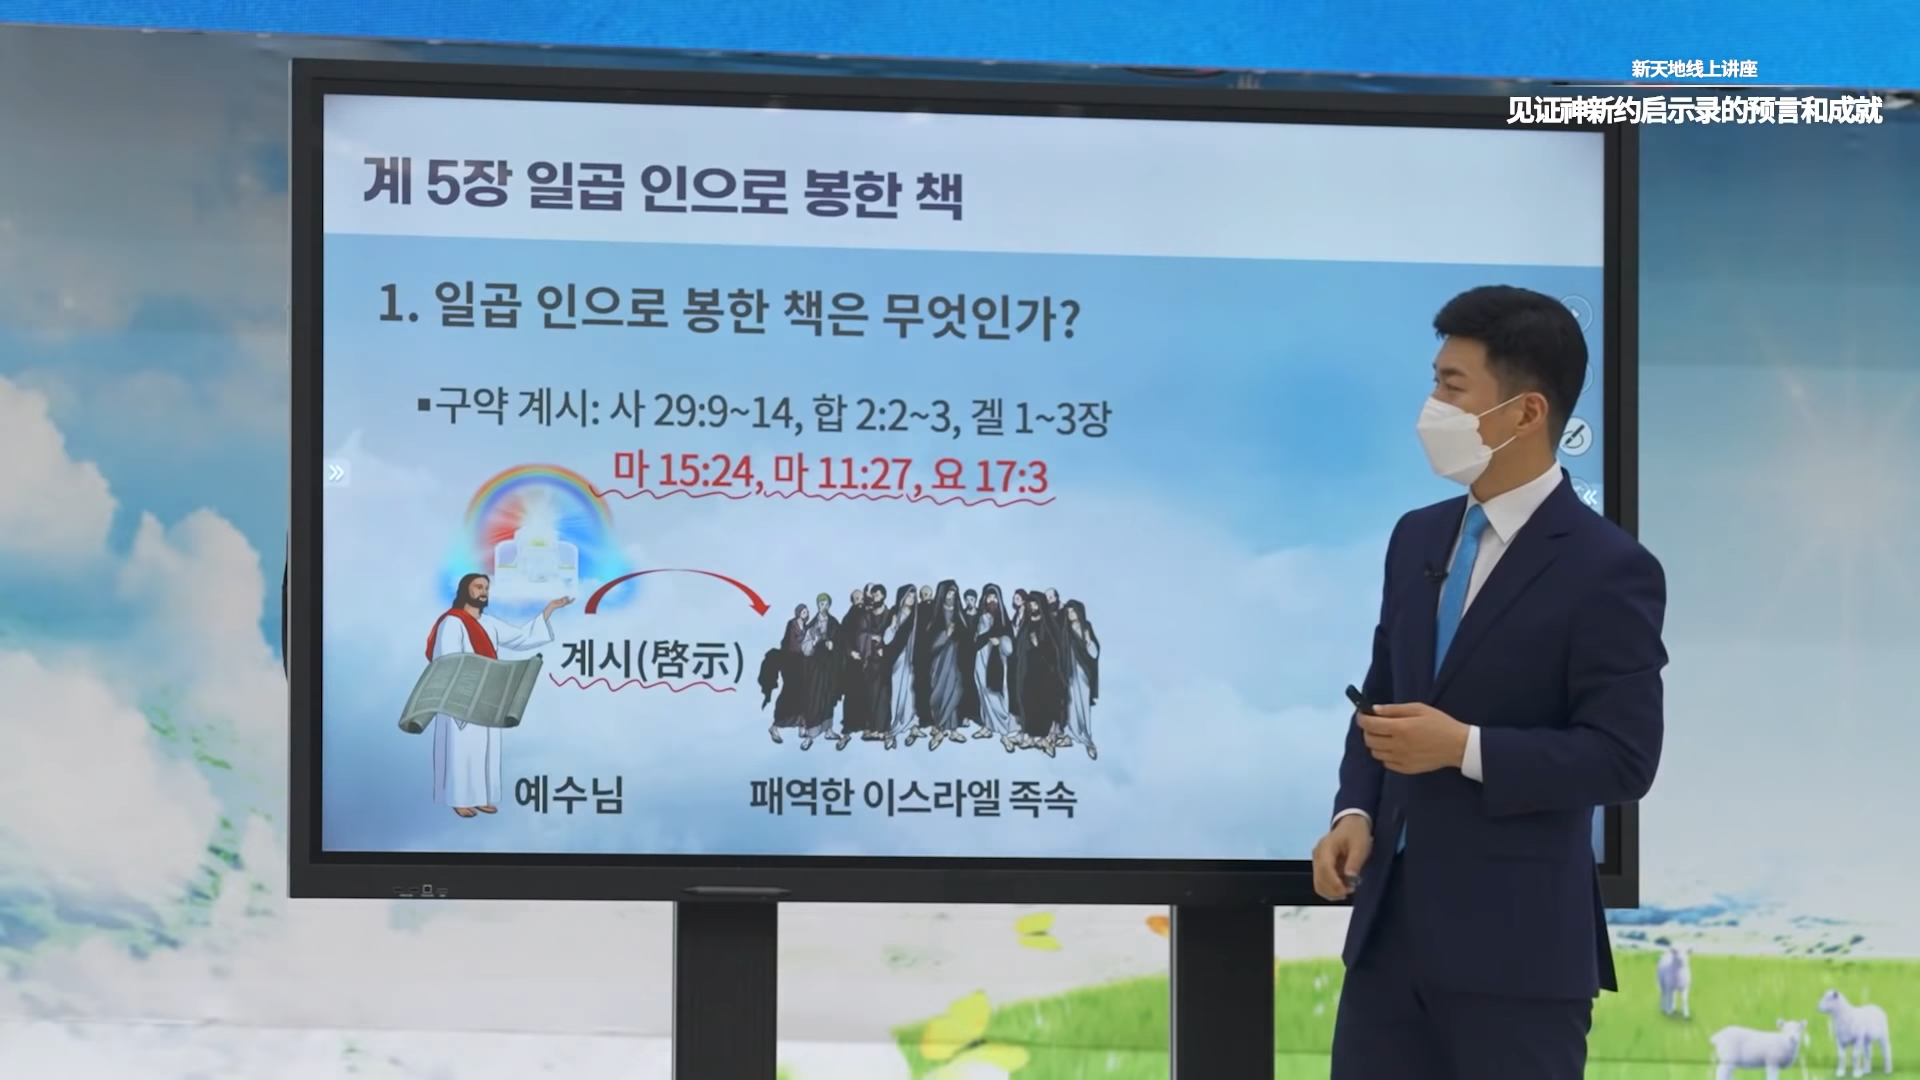 新天地线上讲座
见证神新约启示录的预言和成就
계 5장 일곱 인으로 봉한 책
1. 일곱 인으로 봉한 책은 무엇인가?
▪구약 계시: 사 29:9~14, 합 2:2~3, 겔 1~3장
마 15:24, 마 11:27, 요 17:3
계시(啓示)
예수님
패역한 이스라엘 족속